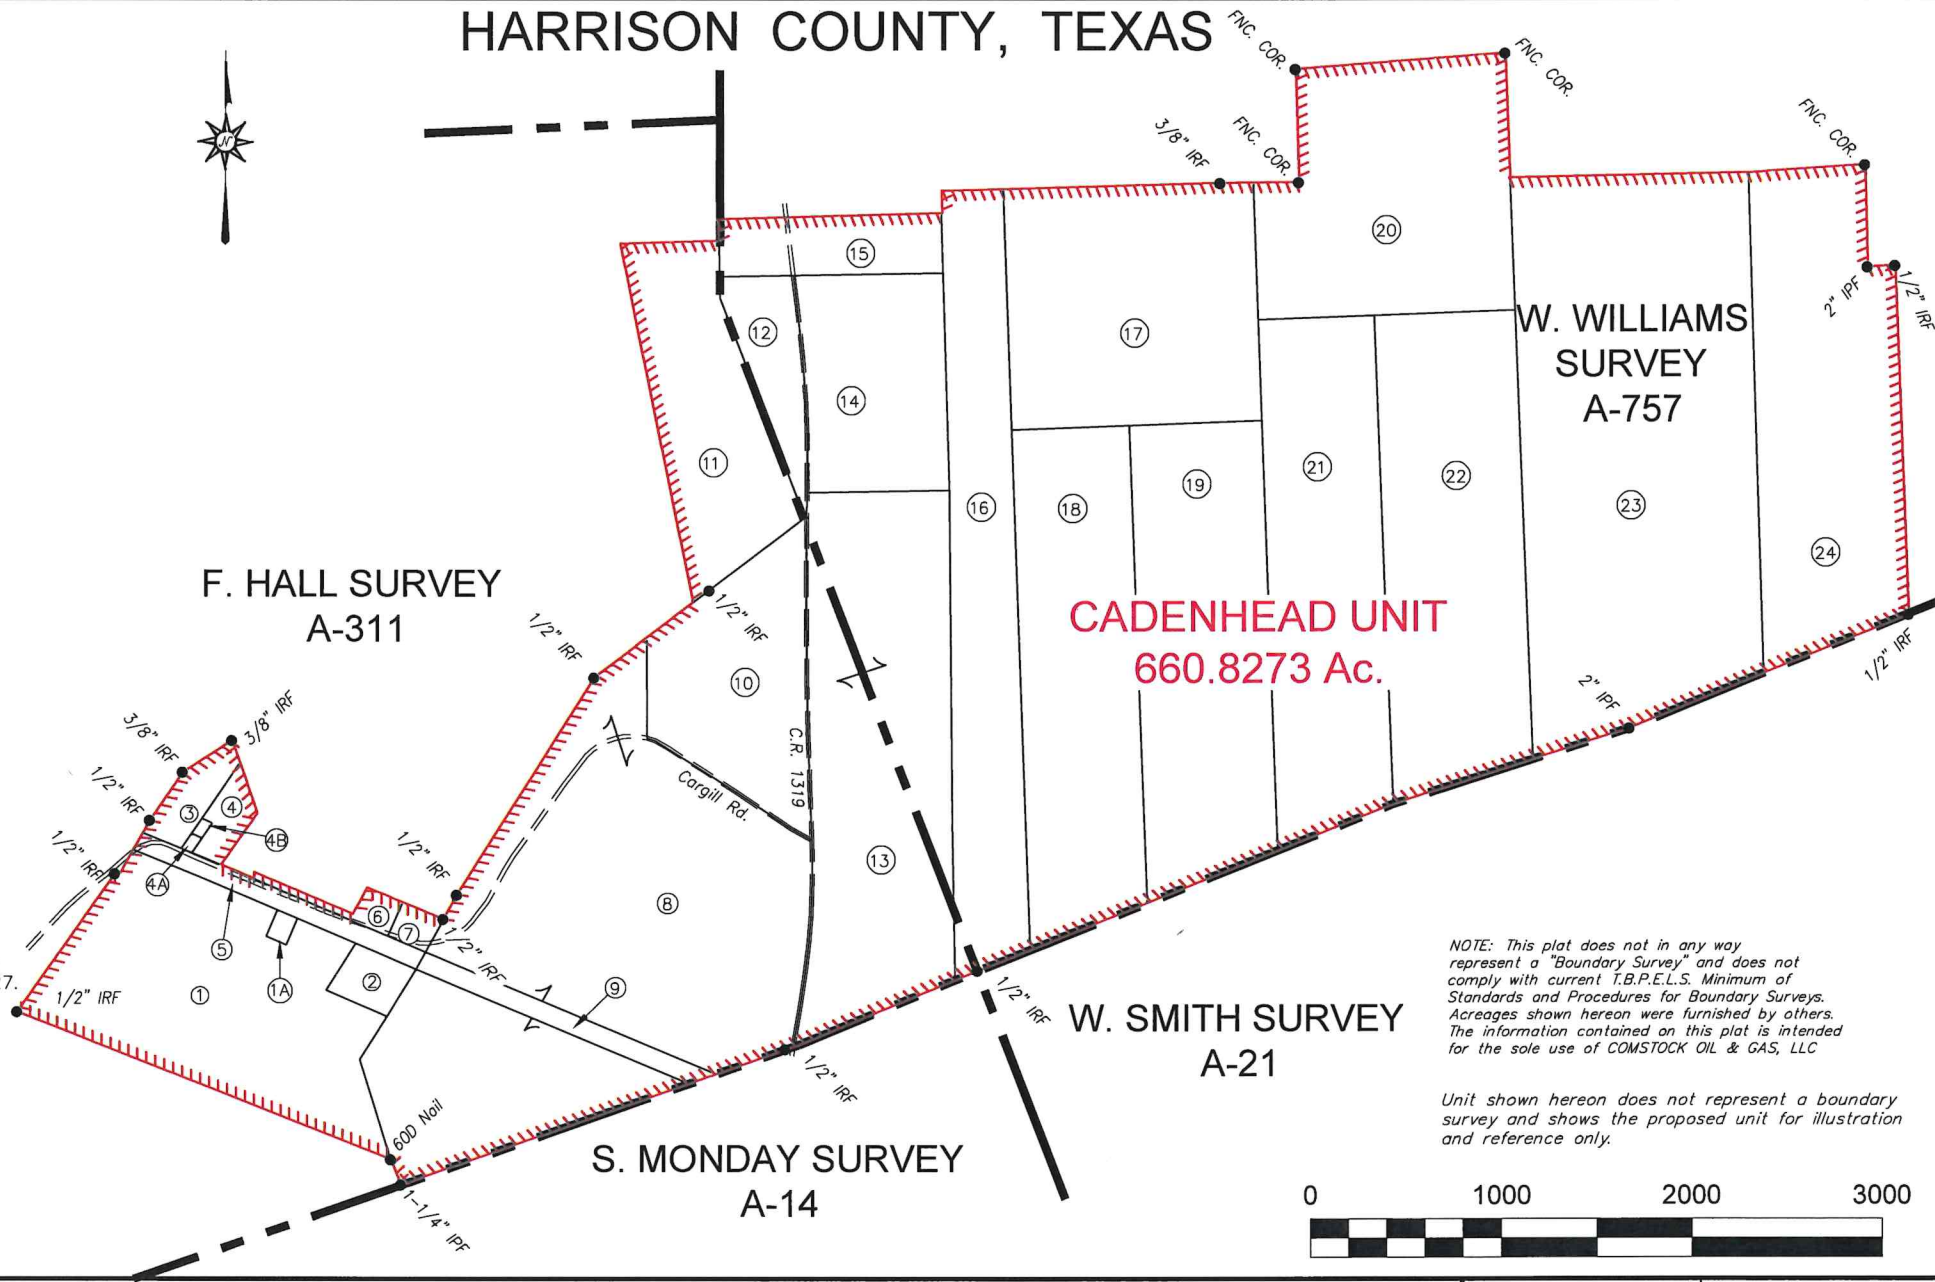 HARRISON COUNTY, TEXAS
FNC. COR.
FNC. COR.
3/8" IRF
FNC. COR.
FNC. COR.
N
15
20
2" IPF
1/2" IRF
12
17
W. WILLIAMS
SURVEY
A-757
14
11
16
18
19
21
22
23
24
F. HALL SURVEY
A-311
1/2" IRF
1/2" IRF
CADENHEAD UNIT
660.8273 Ac.
10
1/2" IRF
2" IPF
3/8" IRF
3/8" IRF
C.R. 1319
Cargill Rd.
1/2" IRF
3
4
4B
1/2" IRF
4A
1/2" IRF
13
8
6
7
5
1/2" IRF
1A
2
9
1
7.
1/2" IRF
1/2" IRF
1/2" IRF
60D Nail
1-1/4" IPF
W. SMITH SURVEY
A-21
S. MONDAY SURVEY
A-14
NOTE: This plat does not in any way
represent a "Boundary Survey" and does not
comply with current T.B.P.E.L.S. Minimum of
Standards and Procedures for Boundary Surveys.
Acreages shown hereon were furnished by others.
The information contained on this plat is intended
for the sole use of COMSTOCK OIL & GAS, LLC
Unit shown hereon does not represent a boundary
survey and shows the proposed unit for illustration
and reference only.
0 1000 2000 3000